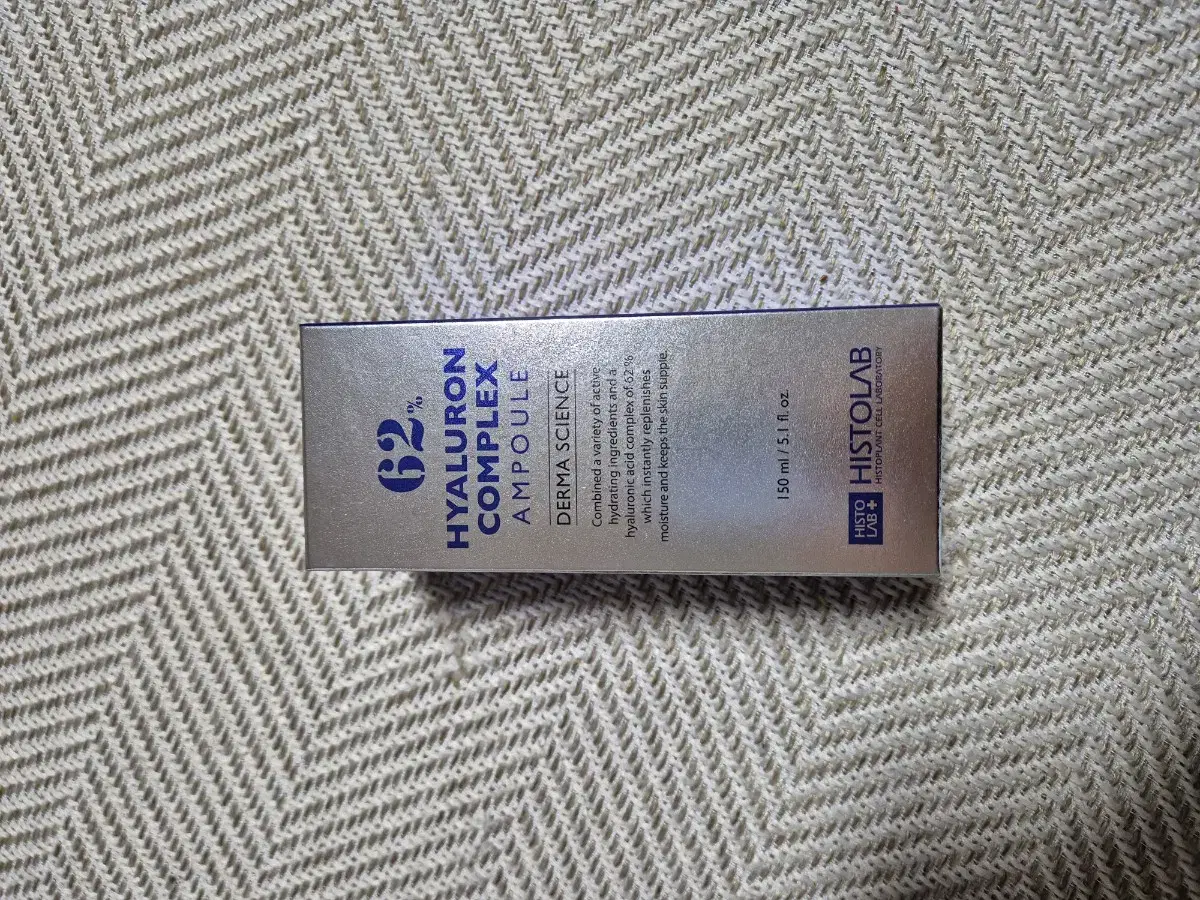 62%
HYALURON
COMPLEX
AMPOULE
DERMA SCIENCE
Combined a variety of active
hydrating ingredients and a
hyaluronic acid complex of 62%
which instantly replenishes
moisture and keeps the skin supple.
150 ml / 5.1 fl oz
HISTO
LAB+
HISTOLAB
HISTOPLANT CELL LABORATORY